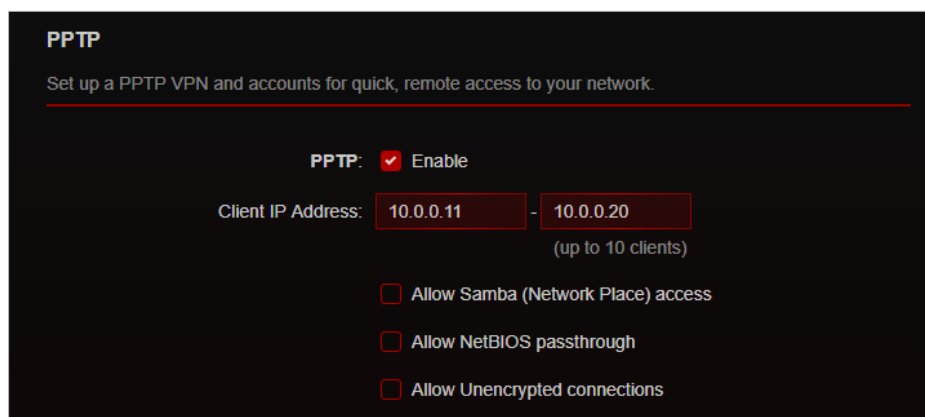 PPTP
Set up a PPTP VPN and accounts for quick, remote access to your network.
PPTP: Enable
Client IP Address: 10.0.0.11 - 10.0.0.20
(up to 10 clients)
Allow Samba (Network Place) access
Allow NetBIOS passthrough
Allow Unencrypted connections